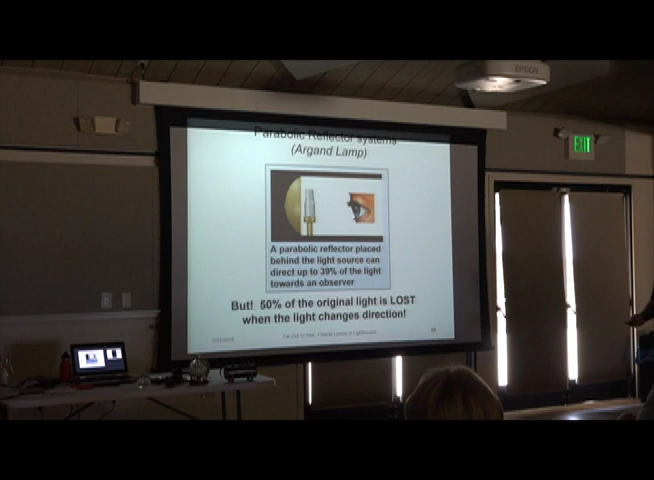 EPSON
EXIT
Parabolic Reflector systems
(Argand Lamp)
A parabolic reflector placed
behind the light source can
direct up to 39% of the light
towards an observer
But! 50% of the original light is LOST
when the light changes direction!